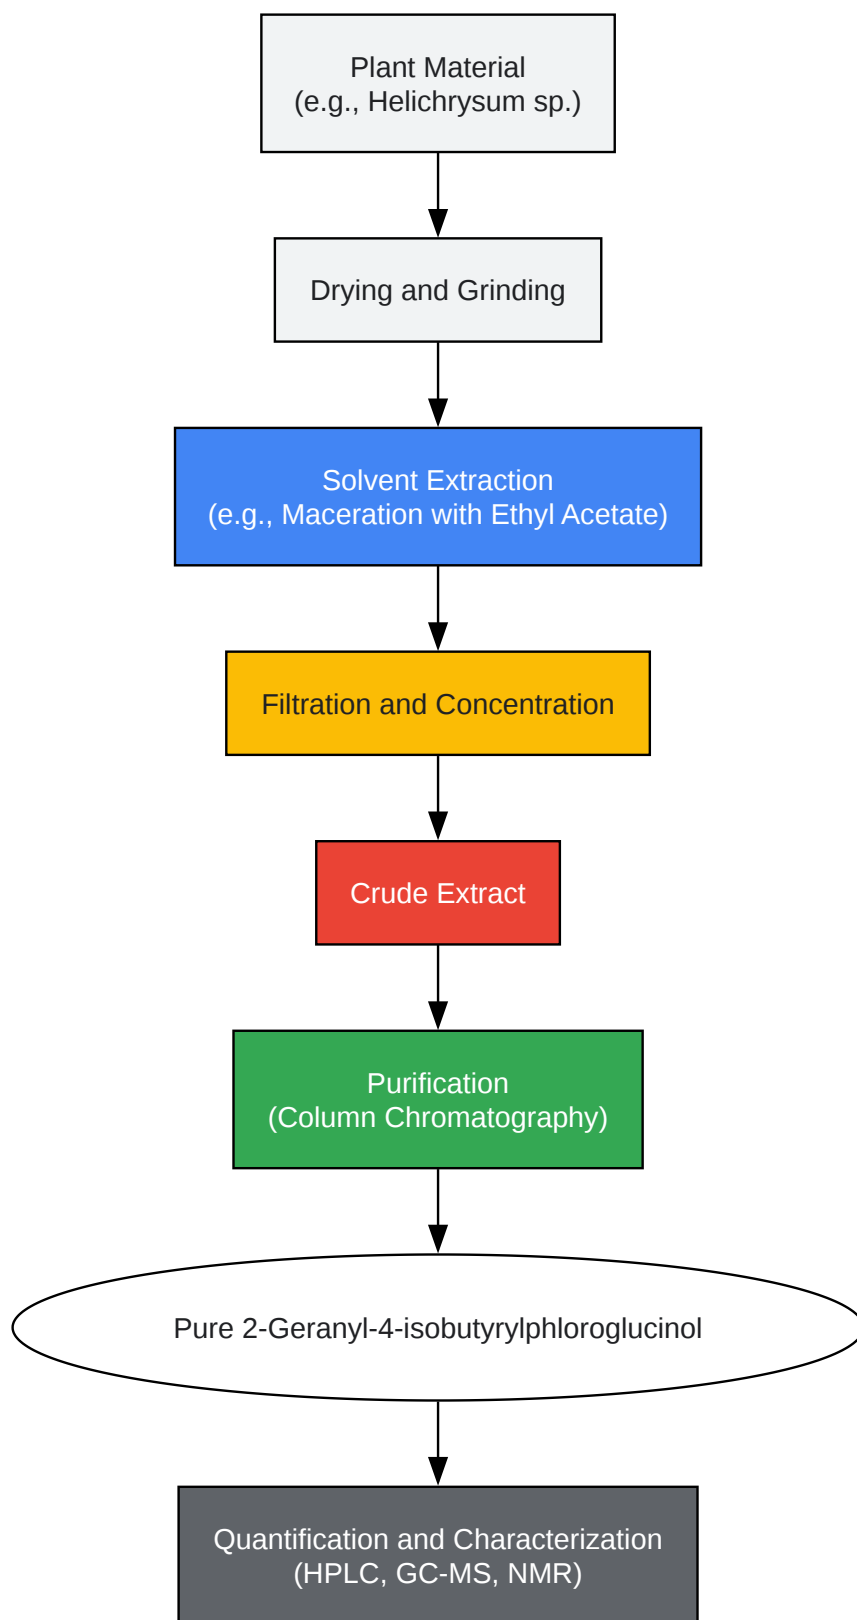 Plant Material
(e.g., Helichrysum sp.)
Drying and Grinding
Solvent Extraction
(e.g., Maceration with Ethyl Acetate)
Filtration and Concentration
Crude Extract
Purification
(Column Chromatography)
Pure 2-Geranyl-4-isobutyrylphloroglucinol
Quantification and Characterization
(HPLC, GC-MS, NMR)